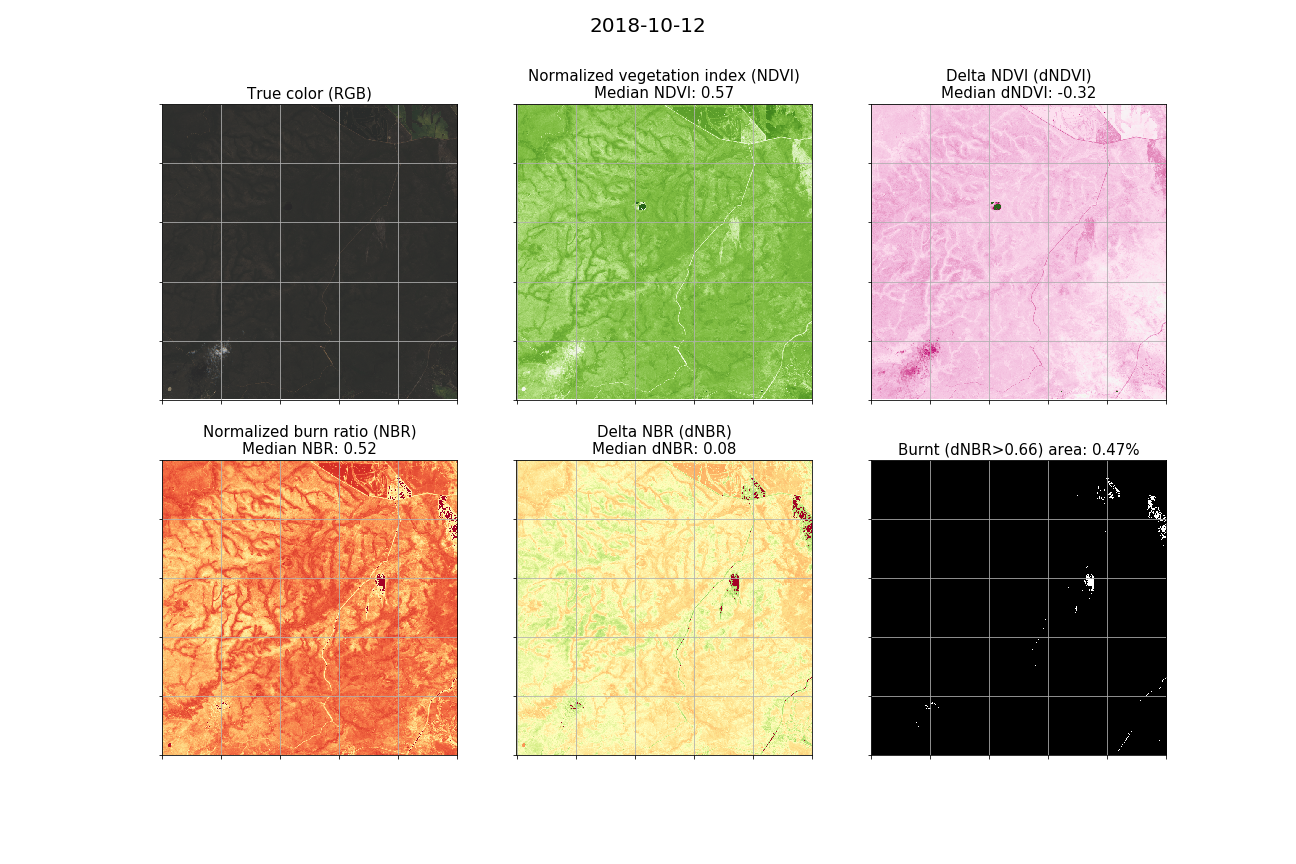 2018-10-12
True color (RGB)
Normalized vegetation index (NDVI)
Median NDVI: 0.57
Delta NDVI (dNDVI)
Median dNDVI: -0.32
Normalized burn ratio (NBR)
Median NBR: 0.52
Delta NBR (dNBR)
Median dNBR: 0.08
Burnt (dNBR>0.66) area: 0.47%